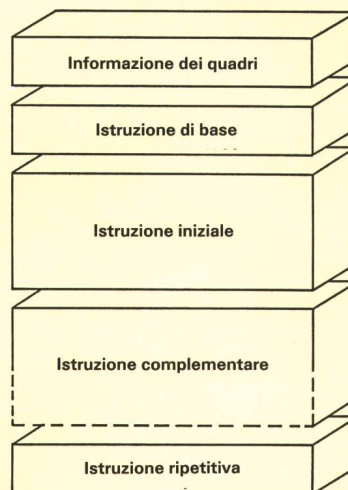 Informazione dei quadri
Istruzione di base
Istruzione iniziale
Istruzione complementare
Istruzione ripetitiva